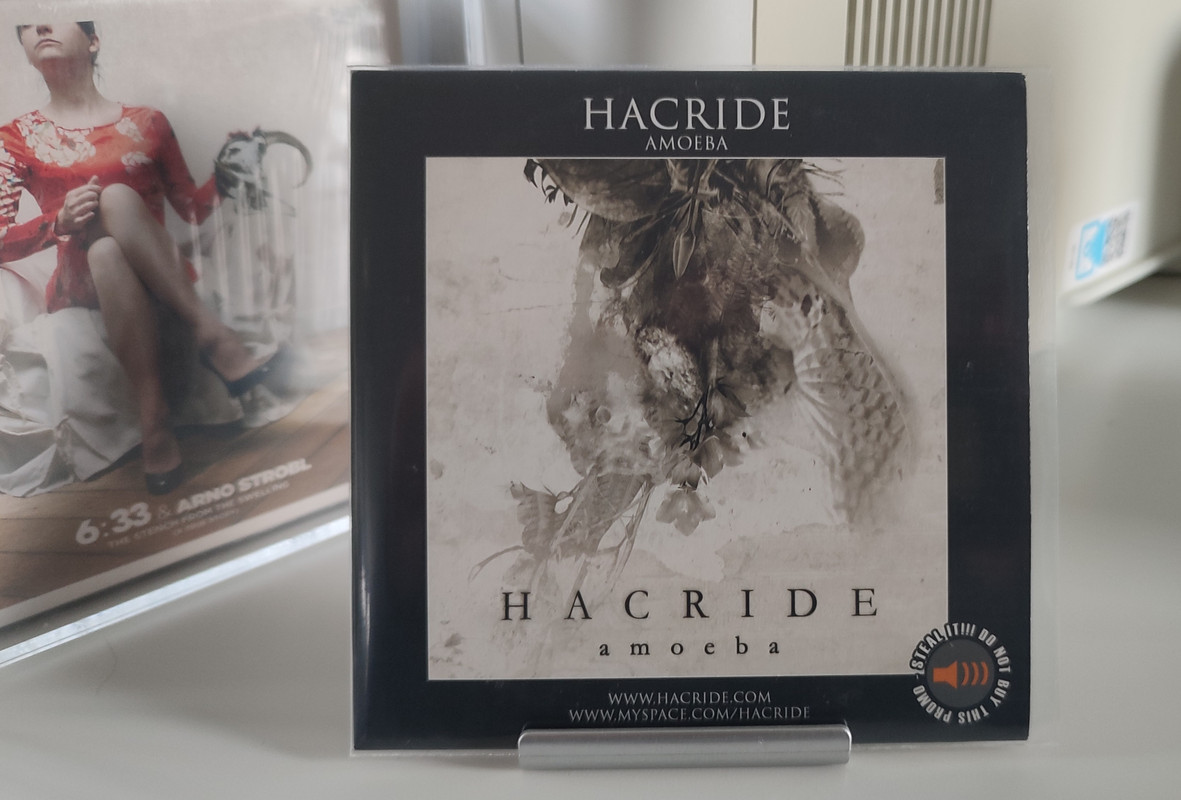 HACRIDE
AMOEBA
HACRIDE
amoeba
WWW.HACRIDE.COM
WWW.MYSPACE.COM/HACRIDE
STEAL IT!!! DO NOT BUY THIS PROMO -
6:33 & ARNO STROBL
THE STENCH FROM THE SWELLING